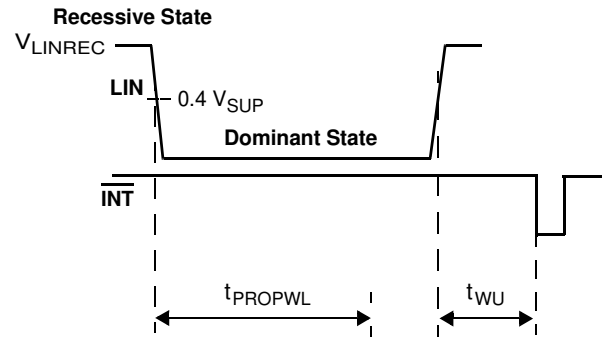 Recessive State
VLINREC
LIN
0.4 VSUP
Dominant State
INT
tPROPWL
tWU